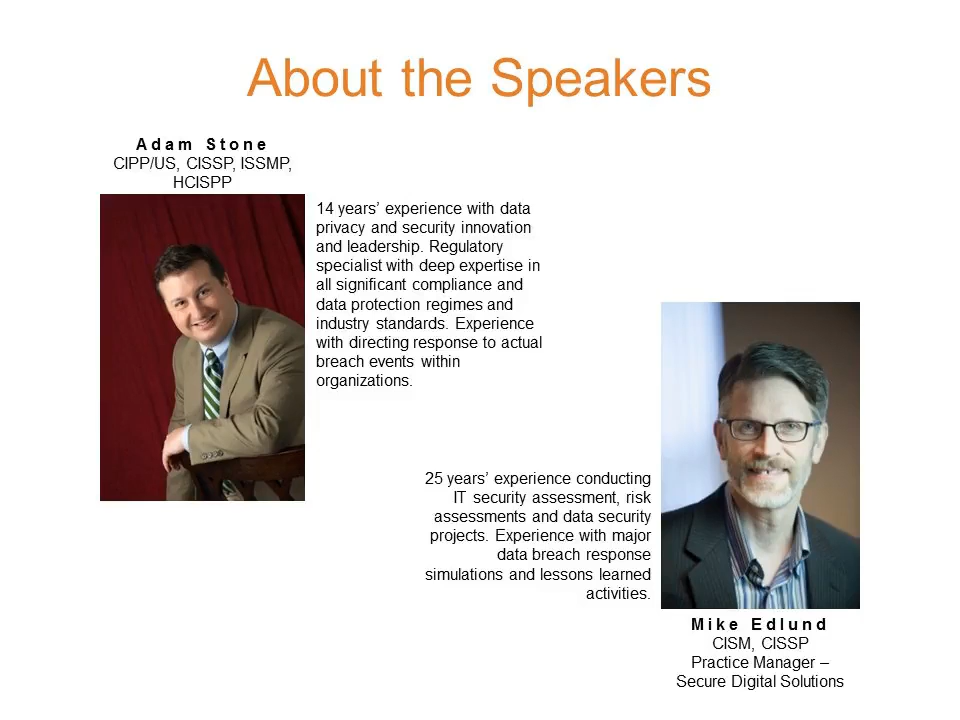 About the Speakers
Adam Stone
CIPP/US, CISSP, ISSMP,
HCISPP
14 years’ experience with data
privacy and security innovation
and leadership. Regulatory
specialist with deep expertise in
all significant compliance and
data protection regimes and
industry standards. Experience
with directing response to actual
breach events within
organizations.
25 years’ experience conducting
IT security assessment, risk
assessments and data security
projects. Experience with major
data breach response
simulations and lessons learned
activities.
Mike Edlund
CISM, CISSP
Practice Manager –
Secure Digital Solutions